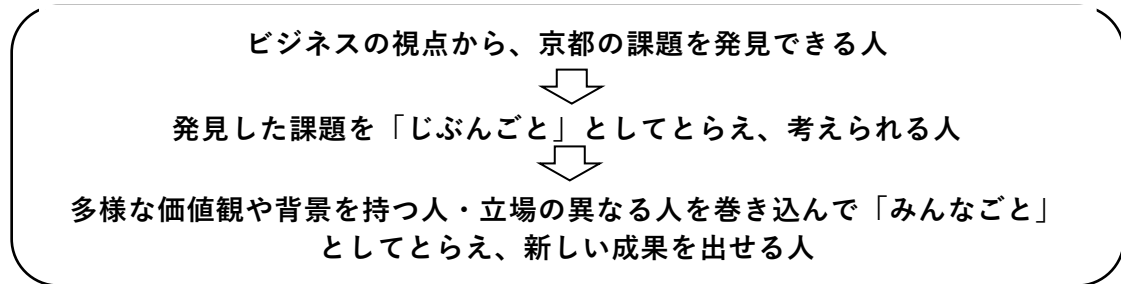 ビジネスの視点から、京都の課題を発見できる人
発見した課題を「じぶんごと」としてとらえ、考えられる人
多様な価値観や背景を持つ人・立場の異なる人を巻き込んで「みんなごと」
としてとらえ、新しい成果を出せる人